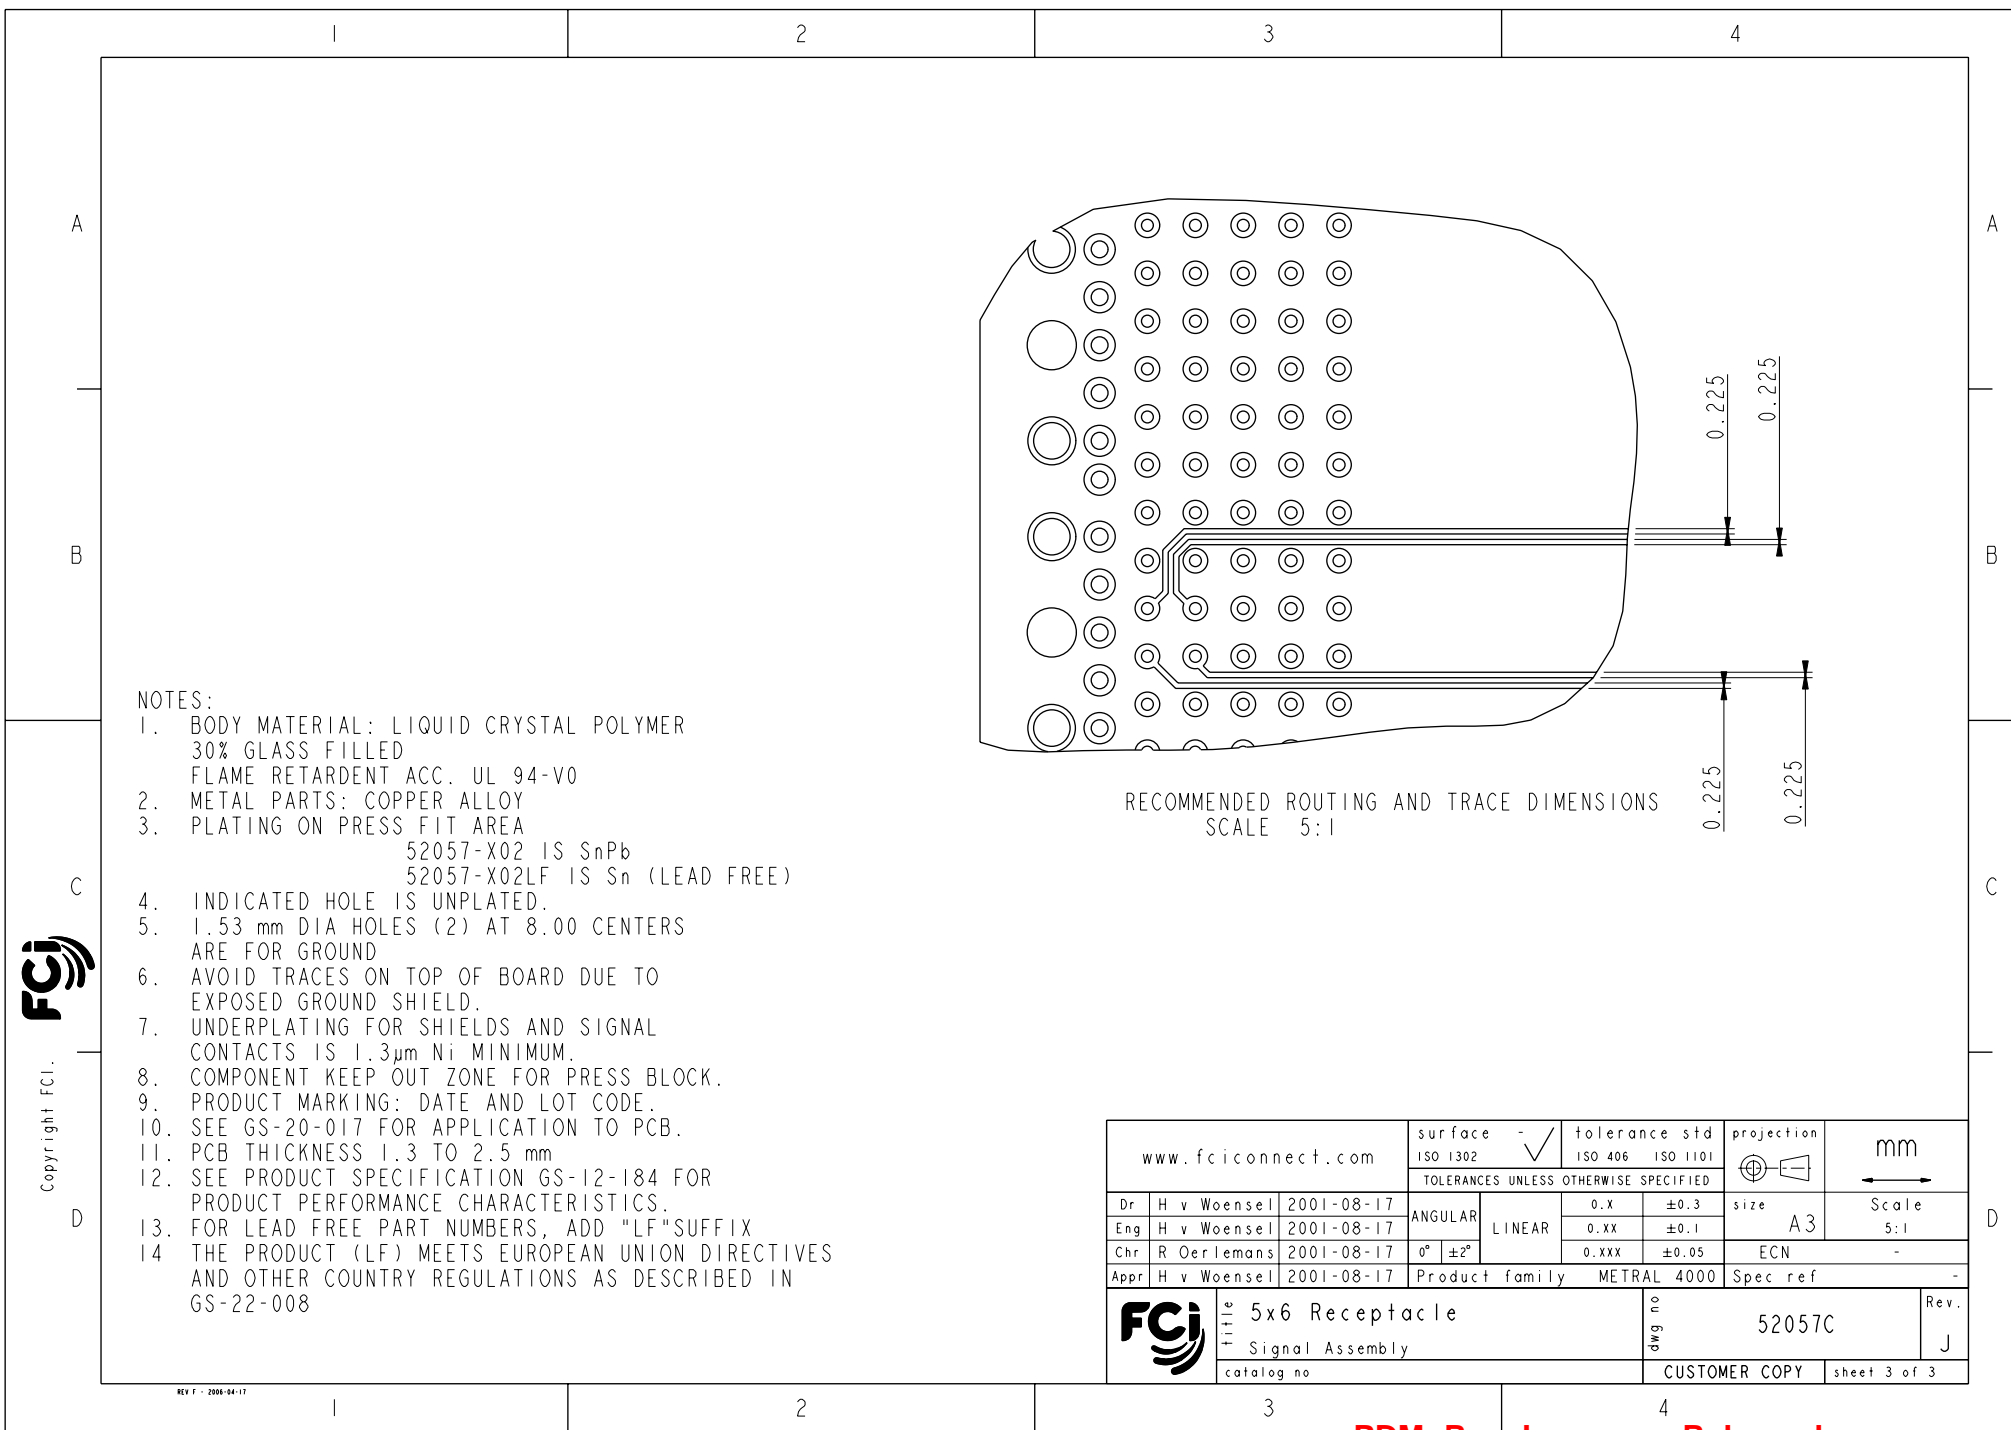 1 2 3 4
A
A
0.225
0.225
B
B
NOTES:
1. BODY MATERIAL: LIQUID CRYSTAL POLYMER
30% GLASS FILLED
FLAME RETARDENT ACC. UL 94-V0
2. METAL PARTS: COPPER ALLOY
3. PLATING ON PRESS FIT AREA
52057-X02 IS SnPb
52057-X02LF IS Sn (LEAD FREE)
4. INDICATED HOLE IS UNPLATED.
5. 1.53 mm DIA HOLES (2) AT 8.00 CENTERS
ARE FOR GROUND
6. AVOID TRACES ON TOP OF BOARD DUE TO
EXPOSED GROUND SHIELD.
7. UNDERPLATING FOR SHIELDS AND SIGNAL
CONTACTS IS 1.3µm Ni MINIMUM.
8. COMPONENT KEEP OUT ZONE FOR PRESS BLOCK.
9. PRODUCT MARKING: DATE AND LOT CODE.
10. SEE GS-20-017 FOR APPLICATION TO PCB.
11. PCB THICKNESS 1.3 TO 2.5 mm
12. SEE PRODUCT SPECIFICATION GS-12-184 FOR
PRODUCT PERFORMANCE CHARACTERISTICS.
13. FOR LEAD FREE PART NUMBERS, ADD "LF"SUFFIX
14 THE PRODUCT (LF) MEETS EUROPEAN UNION DIRECTIVES
AND OTHER COUNTRY REGULATIONS AS DESCRIBED IN
GS-22-008
RECOMMENDED ROUTING AND TRACE DIMENSIONS
SCALE 5:1
0.225
0.225
C
C
FCi
Copyright FCI.
D
D
www.fciconnect.com
surface -
ISO 1302
tolerance std
ISO 406 ISO 1101
projection
mm
TOLERANCES UNLESS OTHERWISE SPECIFIED
Dr H v Woensel 2001-08-17
Eng H v Woensel 2001-08-17
Chr R Oerlemans 2001-08-17
Appr H v Woensel 2001-08-17
ANGULAR
0° ±2°
LINEAR
0.X ±0.3
0.XX ±0.1
0.XXX ±0.05
size A3
Scale
5:1
ECN -
Product family METRAL 4000
Spec ref -
FCi
title 5x6 Receptacle
Signal Assembly
dwg no 52057C
Rev.
J
catalog no
CUSTOMER COPY
sheet 3 of 3
REV F - 2006-04-17
1 2 3 4